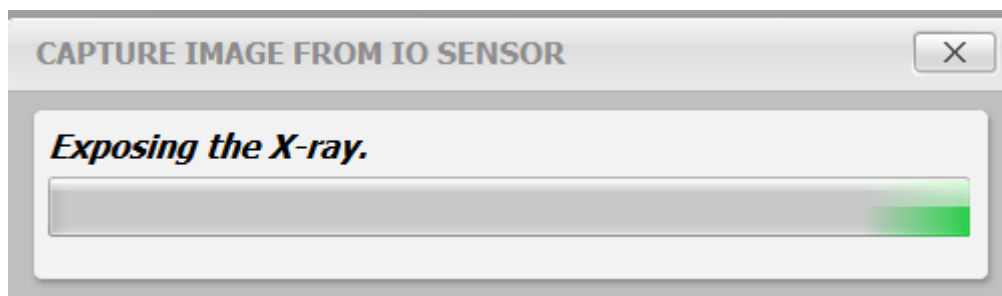 CAPTURE IMAGE FROM IO SENSOR
Exposing the X-ray.